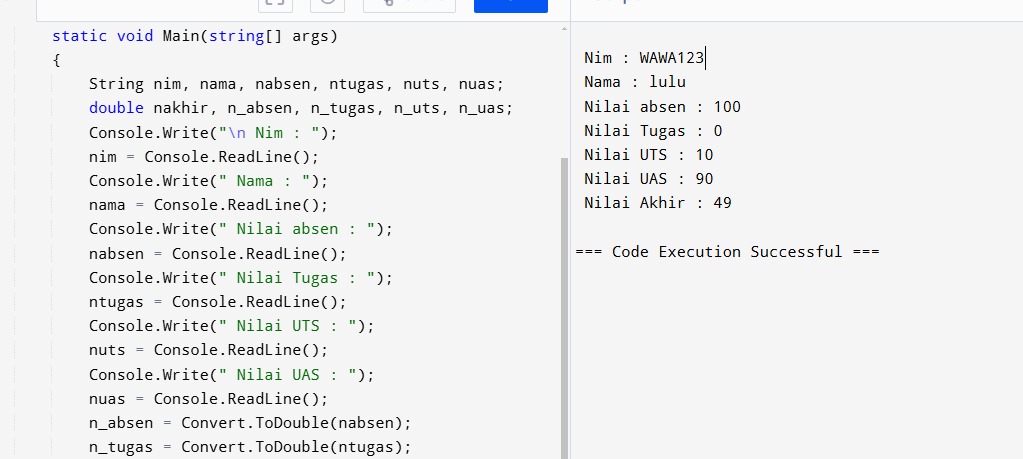 static void Main(string[] args)
{
String nim, nama, nabsen, ntugas, nuts, nuas;
double nakhir, n_absen, n_tugas, n_uts, n_uas;
Console.Write("\n Nim : ");
nim = Console.ReadLine();
Console.Write(" Nama : ");
nama = Console.ReadLine();
Console.Write(" Nilai absen : ");
nabsen = Console.ReadLine();
Console.Write(" Nilai Tugas : ");
ntugas = Console.ReadLine();
Console.Write(" Nilai UTS : ");
nuts = Console.ReadLine();
Console.Write(" Nilai UAS : ");
nuas = Console.ReadLine();
n_absen = Convert.ToDouble(nabsen);
n_tugas = Convert.ToDouble(ntugas);
Nim : WAWA123
Nama : lulu
Nilai absen : 100
Nilai Tugas : 0
Nilai UTS : 10
Nilai UAS : 90
Nilai Akhir : 49
=== Code Execution Successful ===